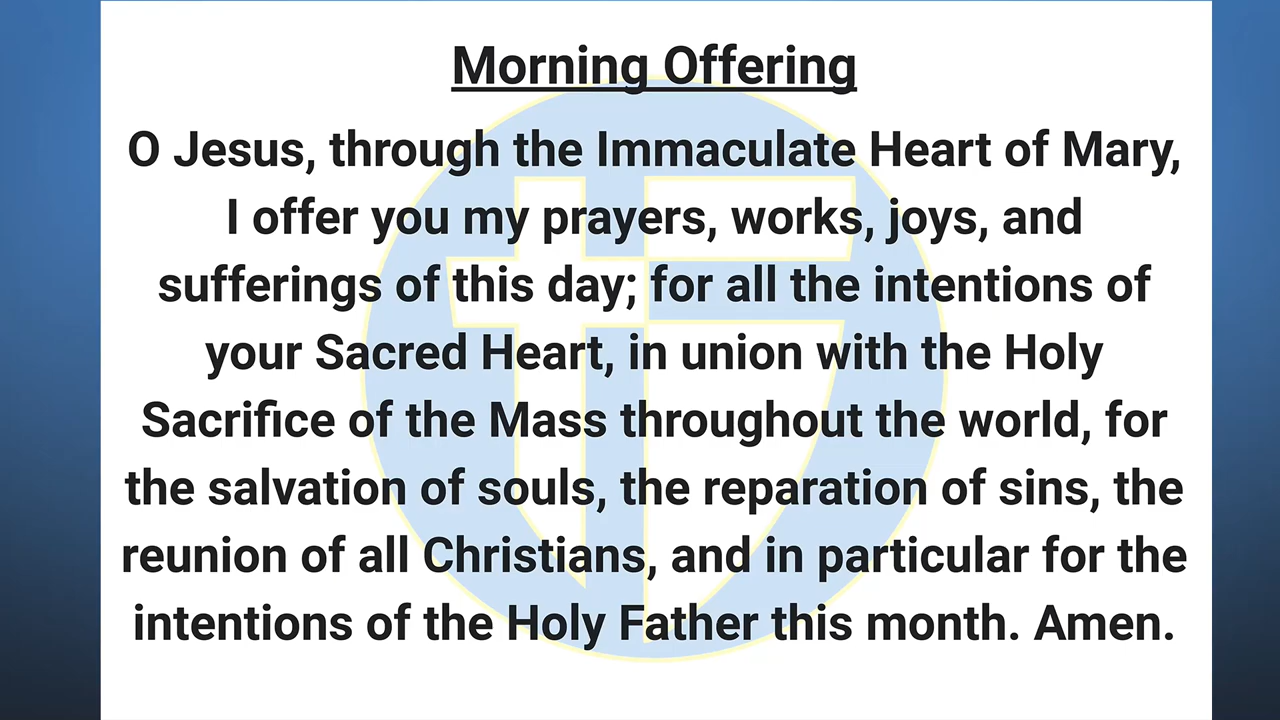 Morning Offering
O Jesus, through the Immaculate Heart of Mary,
I offer you my prayers, works, joys, and
sufferings of this day; for all the intentions of
your Sacred Heart, in union with the Holy
Sacrifice of the Mass throughout the world, for
the salvation of souls, the reparation of sins, the
reunion of all Christians, and in particular for the
intentions of the Holy Father this month. Amen.